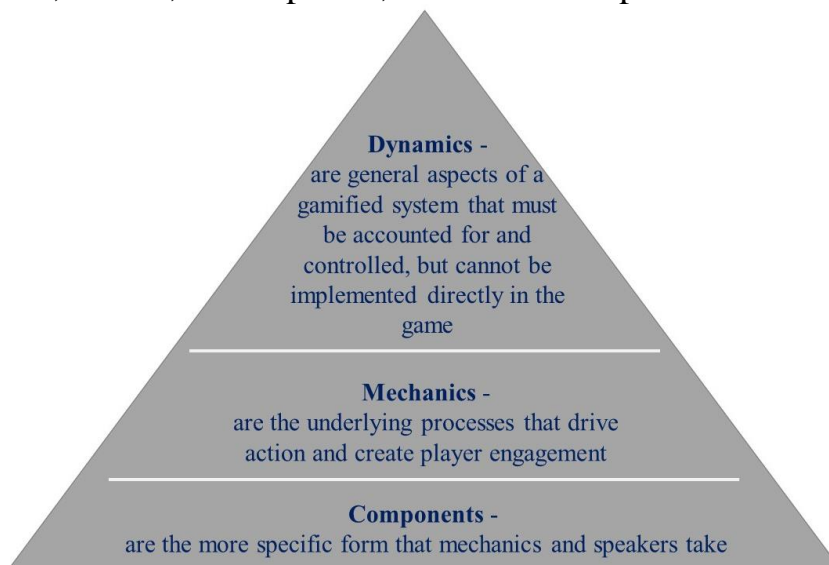 Dynamics -
are general aspects of a
gamified system that must
be accounted for and
controlled, but cannot be
implemented directly in the
game
Mechanics -
are the underlying processes that drive
action and create player engagement
Components -
are the more specific form that mechanics and speakers take